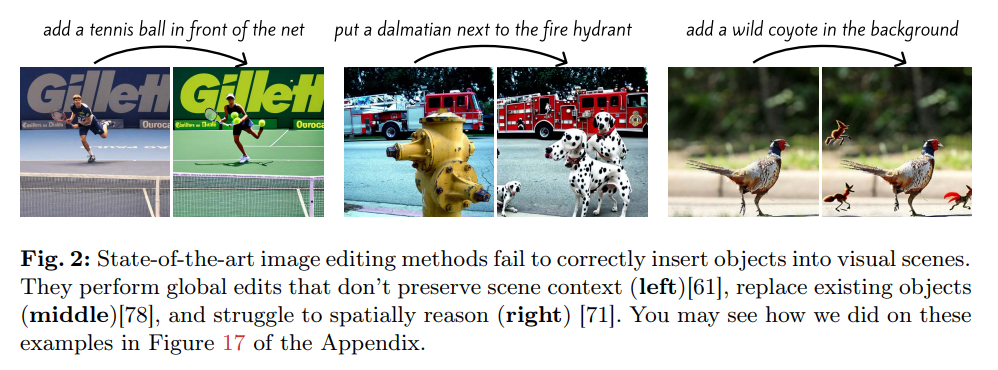 add a tennis ball in front of the net
put a dalmatian next to the fire hydrant
add a wild coyote in the background
Gillett
Gillett
Ouroca
Ouroca
Fig. 2: State-of-the-art image editing methods fail to correctly insert objects into visual scenes.
They perform global edits that don't preserve scene context (left)[61], replace existing objects
(middle)[78], and struggle to spatially reason (right) [71]. You may see how we did on these
examples in Figure 17 of the Appendix.